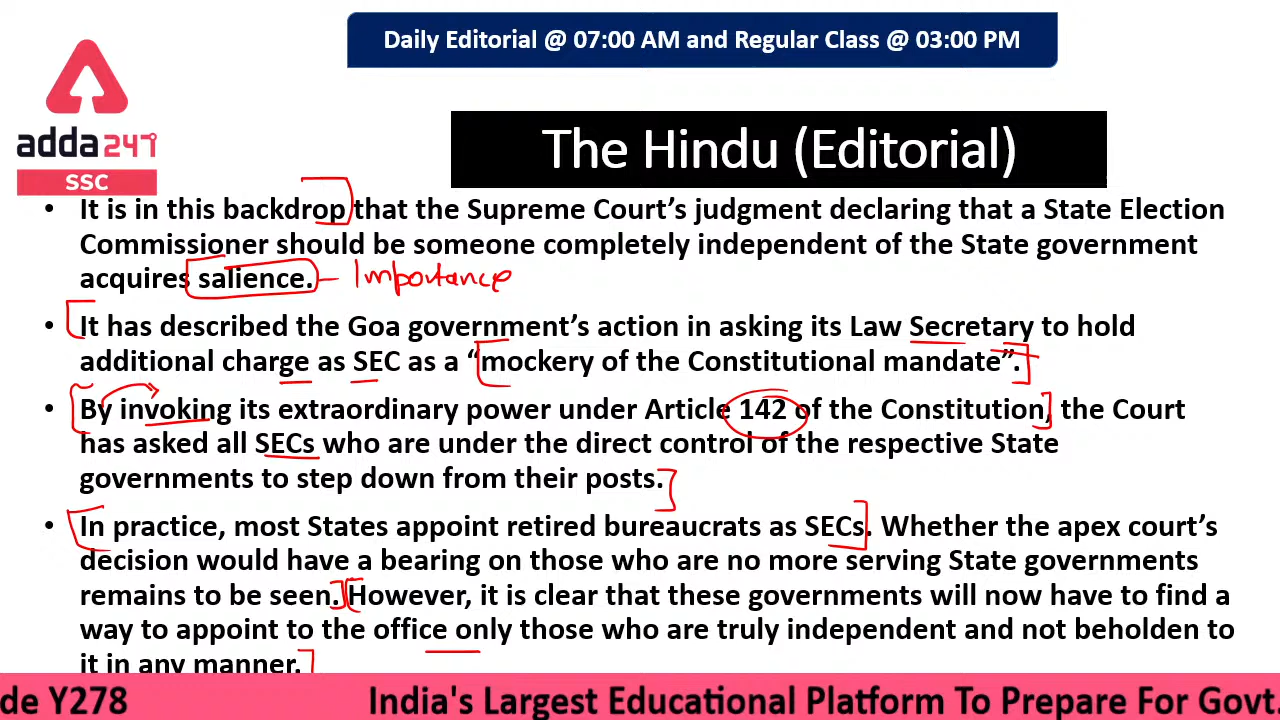 Daily Editorial @ 07:00 AM and Regular Class @ 03:00 PM
adda247
SSC
The Hindu (Editorial)
• It is in this backdrop that the Supreme Court's judgment declaring that a State Election
Commissioner should be someone completely independent of the State government
acquires salience. – Importance
• It has described the Goa government's action in asking its Law Secretary to hold
additional charge as SEC as a “mockery of the Constitutional mandate”.
• By invoking its extraordinary power under Article 142 of the Constitution, the Court
has asked all SECs who are under the direct control of the respective State
governments to step down from their posts.
• In practice, most States appoint retired bureaucrats as SECs. Whether the apex court's
decision would have a bearing on those who are no more serving State governments
remains to be seen. However, it is clear that these governments will now have to find a
way to appoint to the office only those who are truly independent and not beholden to
it in any manner.
de Y278 India's Largest Educational Platform To Prepare For Govt.